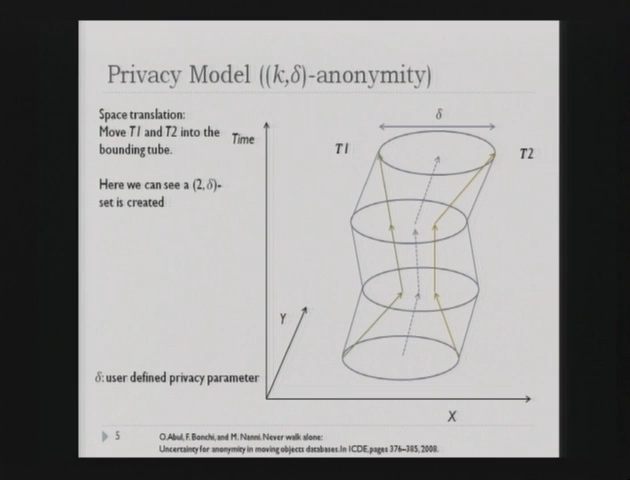 Privacy Model ((k,δ)-anonymity)
Space translation:
Move T1 and T2 into the
bounding tube.
Here we can see a (2,δ)-
set is created
Time
δ
T1
T2
Y
δ: user defined privacy parameter
X
5
O. Abul, F. Bonchi, and M. Nanni. Never walk alone:
Uncertainty for anonymity in moving objects databases. In ICDE, pages 376–385, 2008.